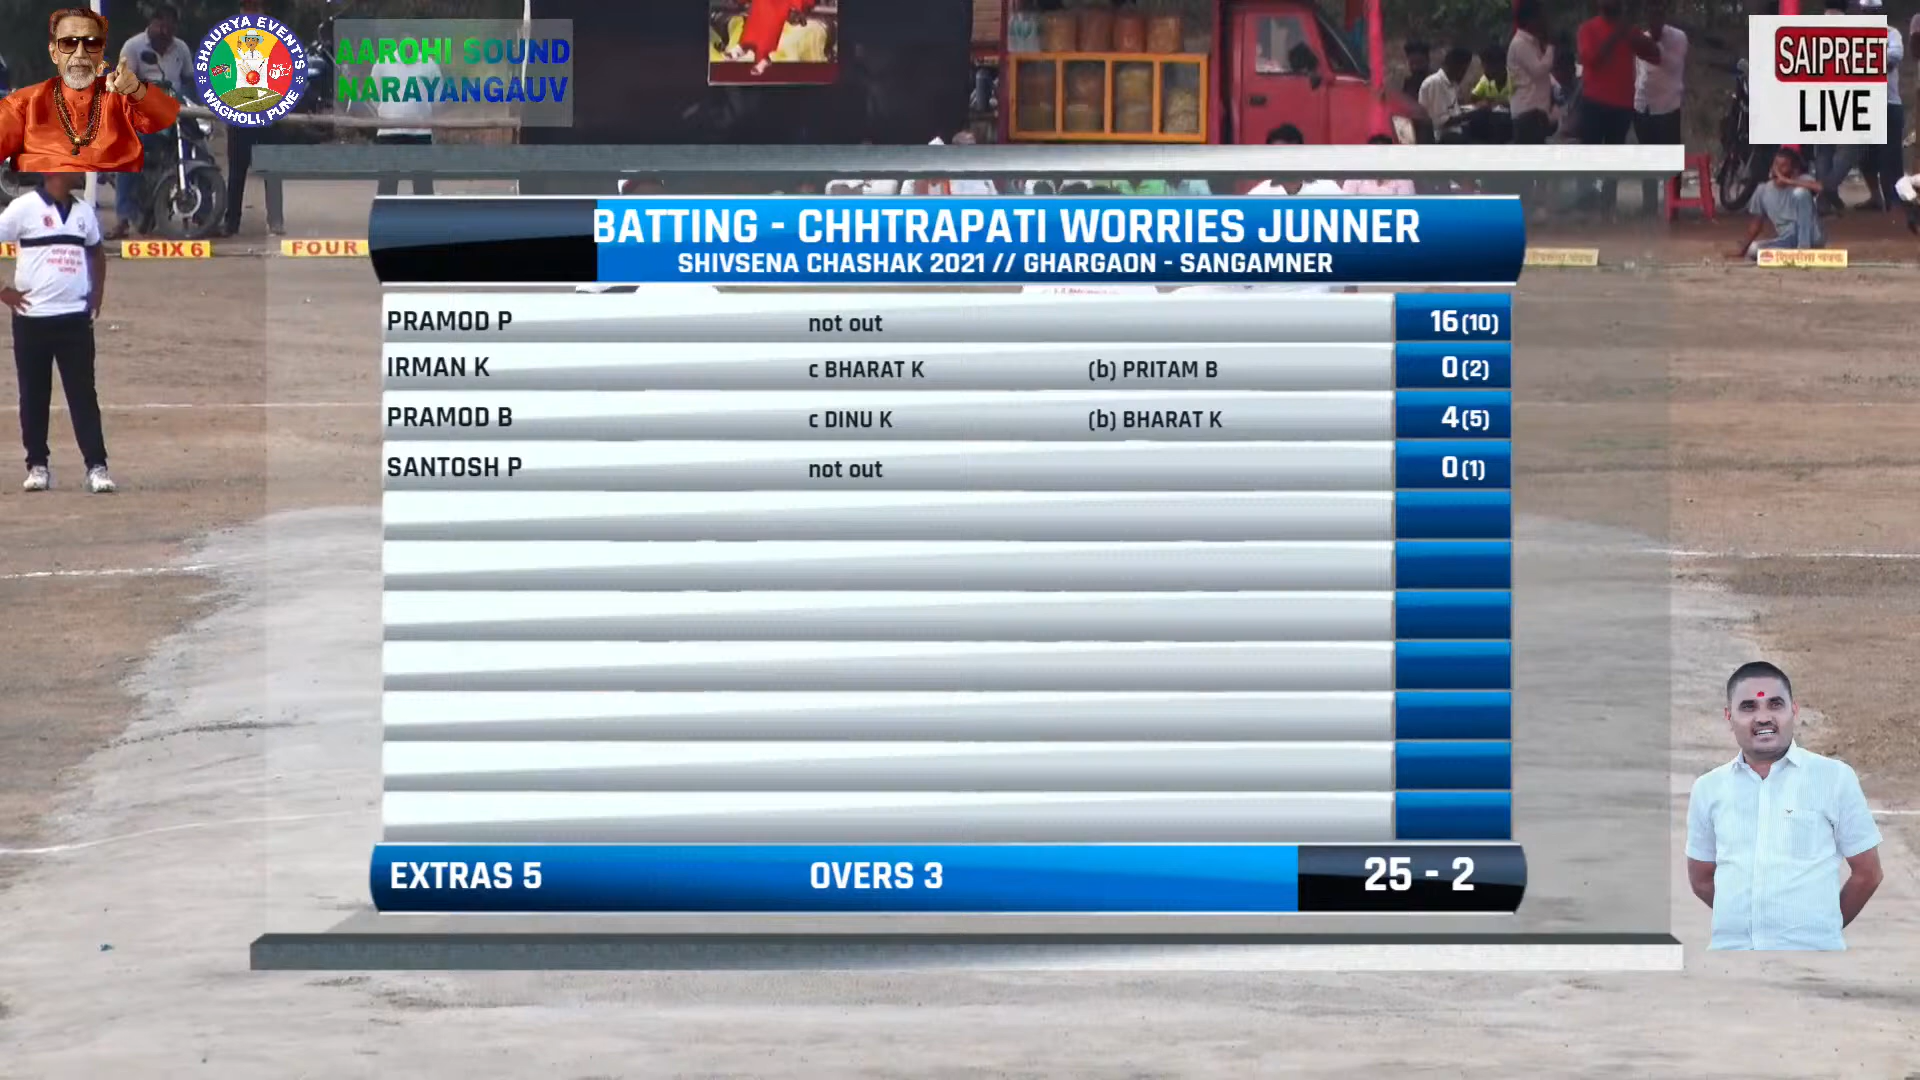 SHAURYA EVENT'S
WAGHOLI, PUNE
AAROHI SOUND
NARAYANGAUV
SAIPREET
LIVE
6 SIX 6
FOUR
BATTING - CHHTRAPATI WORRIES JUNNER
SHIVSENA CHASHAK 2021 // GHARGAON - SANGAMNER
PRAMOD P not out 16(10)
IRMAN K c BHARAT K (b) PRITAM B 0(2)
PRAMOD B c DINU K (b) BHARAT K 4(5)
SANTOSH P not out 0(1)
EXTRAS 5 OVERS 3 25 - 2